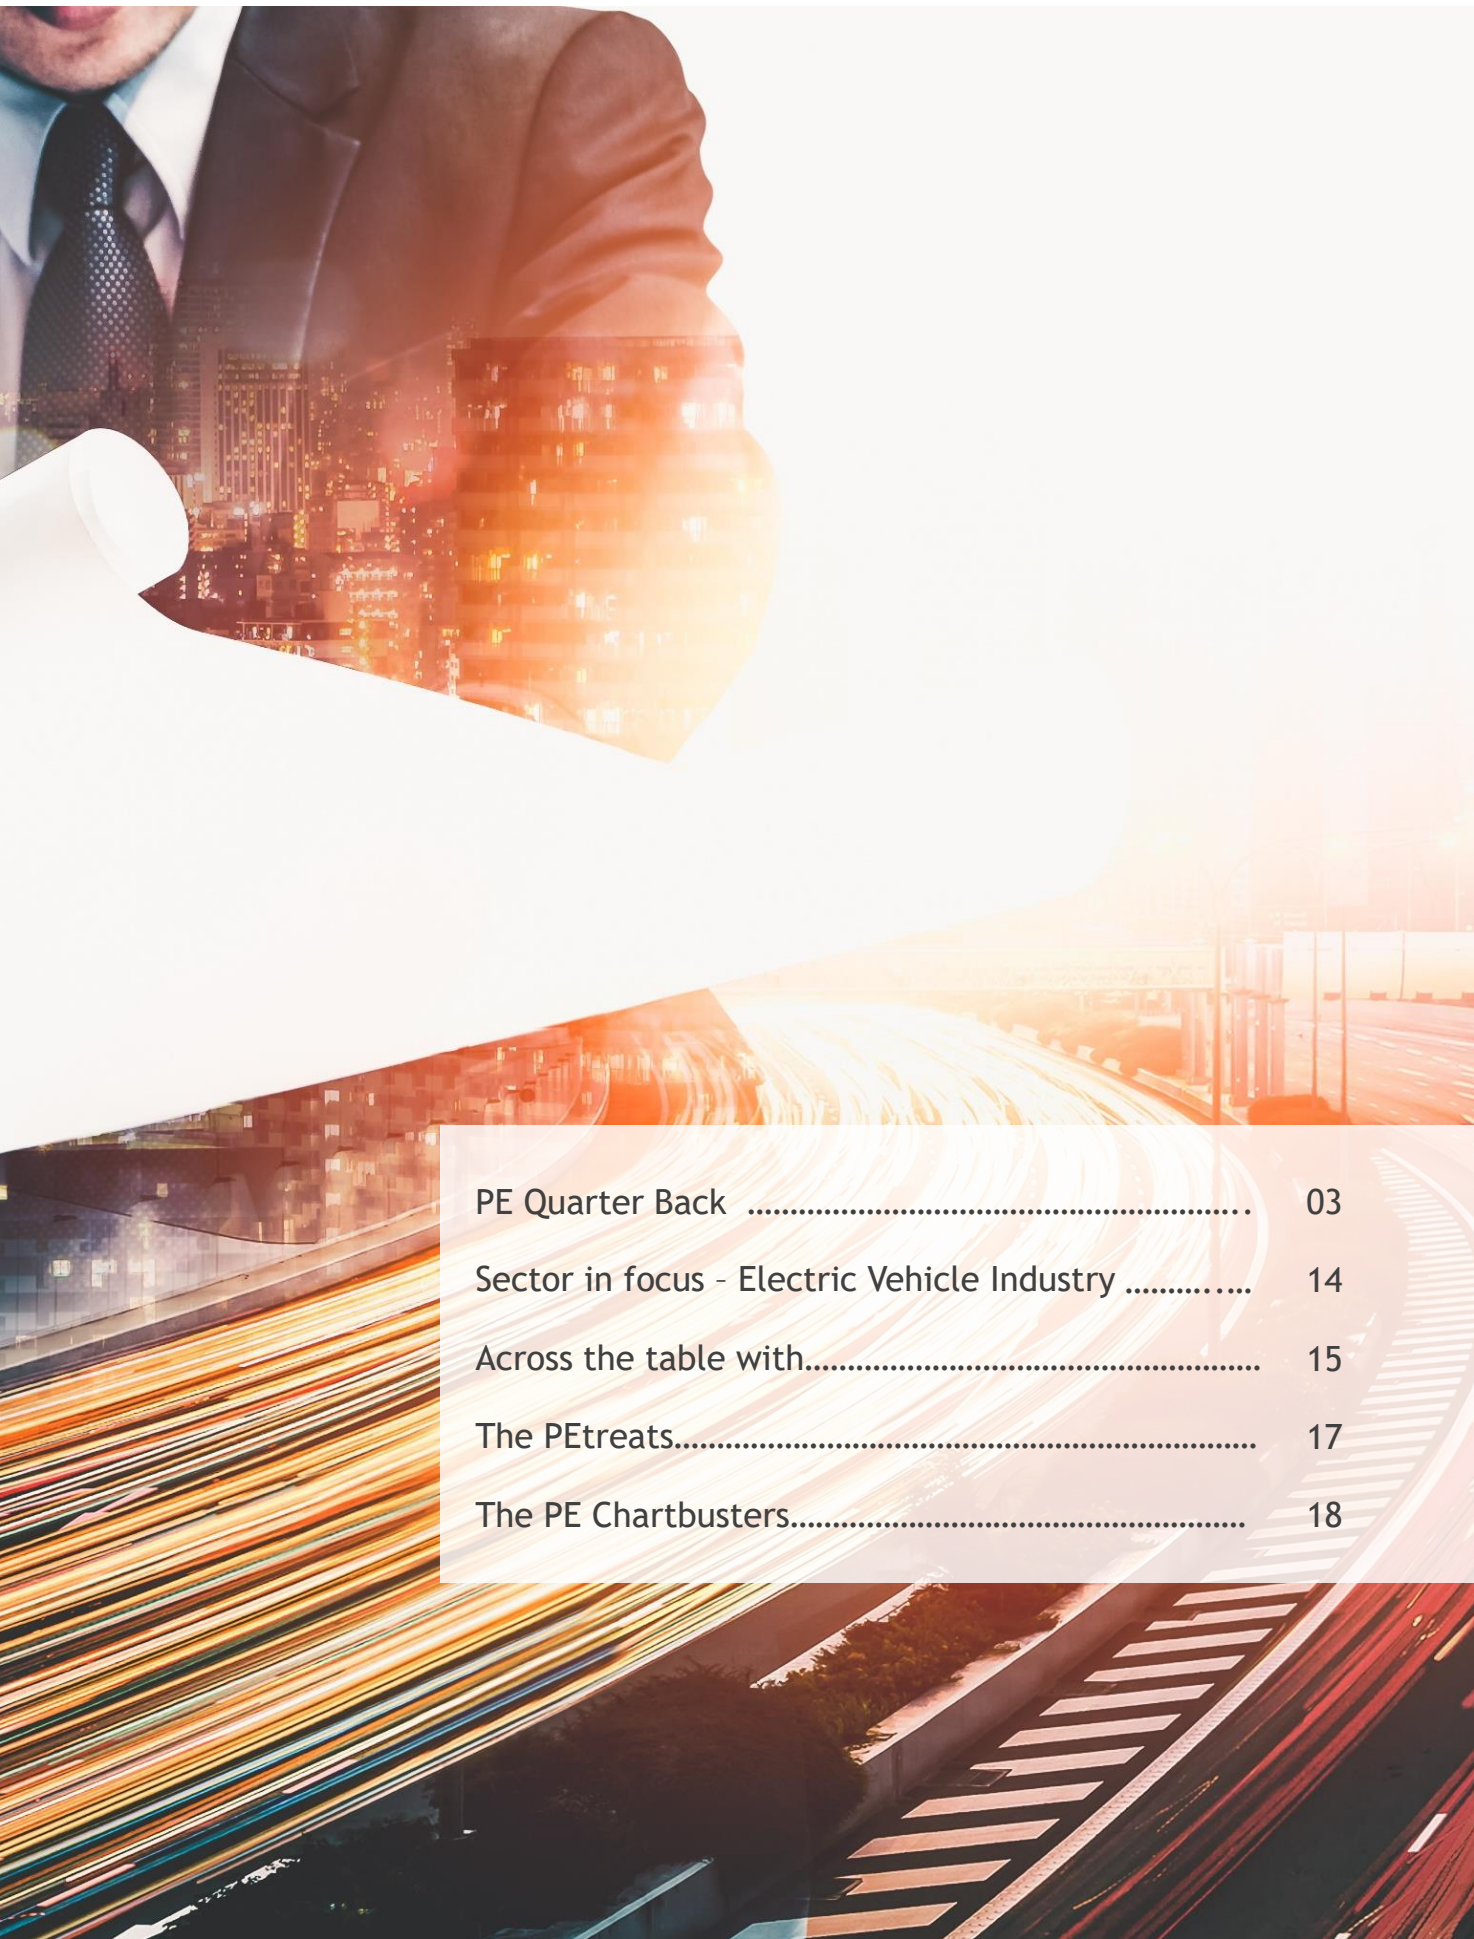 PE Quarter Back ........................................................... 03
Sector in focus – Electric Vehicle Industry ............... 14
Across the table with....................................................... 15
The PEtreats...................................................................... 17
The PE Chartbusters....................................................... 18